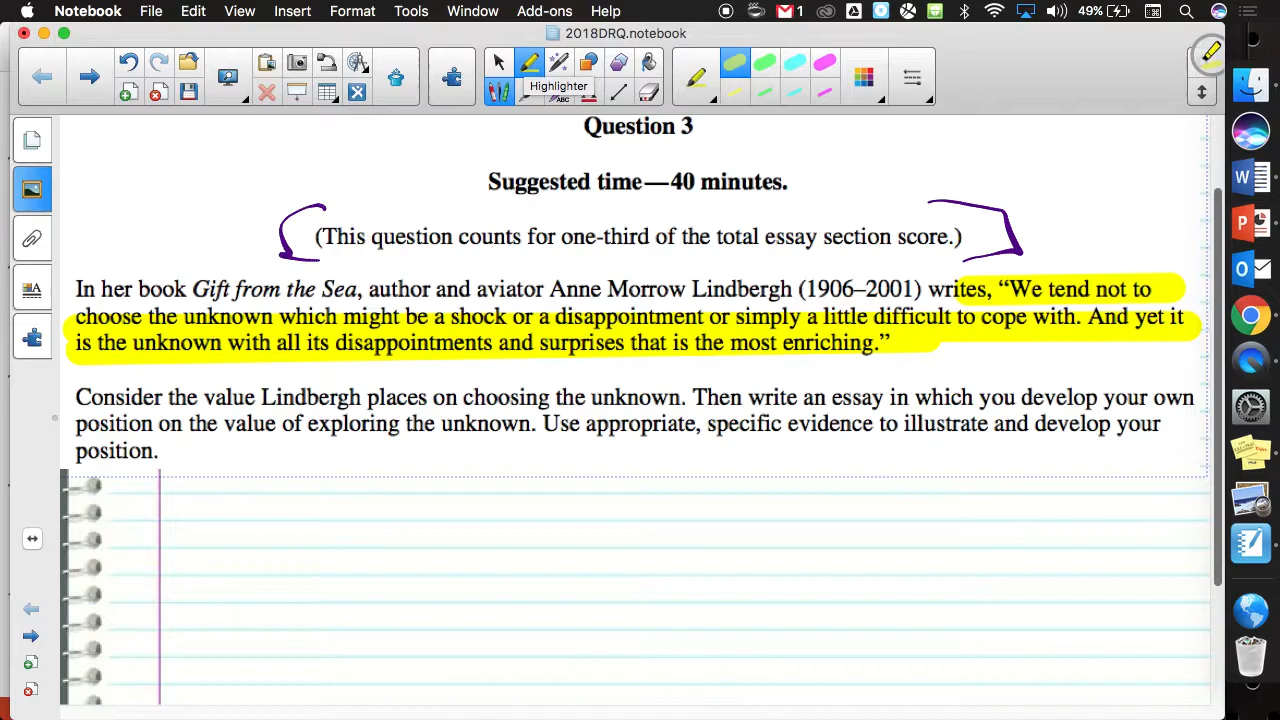 Notebook File Edit View Insert Format Tools Window Add-ons Help 1 49%
2018DRQ.notebook
Highlighter
ABC
Question 3
Suggested time—40 minutes.
(This question counts for one-third of the total essay section score.)
In her book Gift from the Sea, author and aviator Anne Morrow Lindbergh (1906–2001) writes, “We tend not to
choose the unknown which might be a shock or a disappointment or simply a little difficult to cope with. And yet it
is the unknown with all its disappointments and surprises that is the most enriching.”
Consider the value Lindbergh places on choosing the unknown. Then write an essay in which you develop your own
position on the value of exploring the unknown. Use appropriate, specific evidence to illustrate and develop your
position.